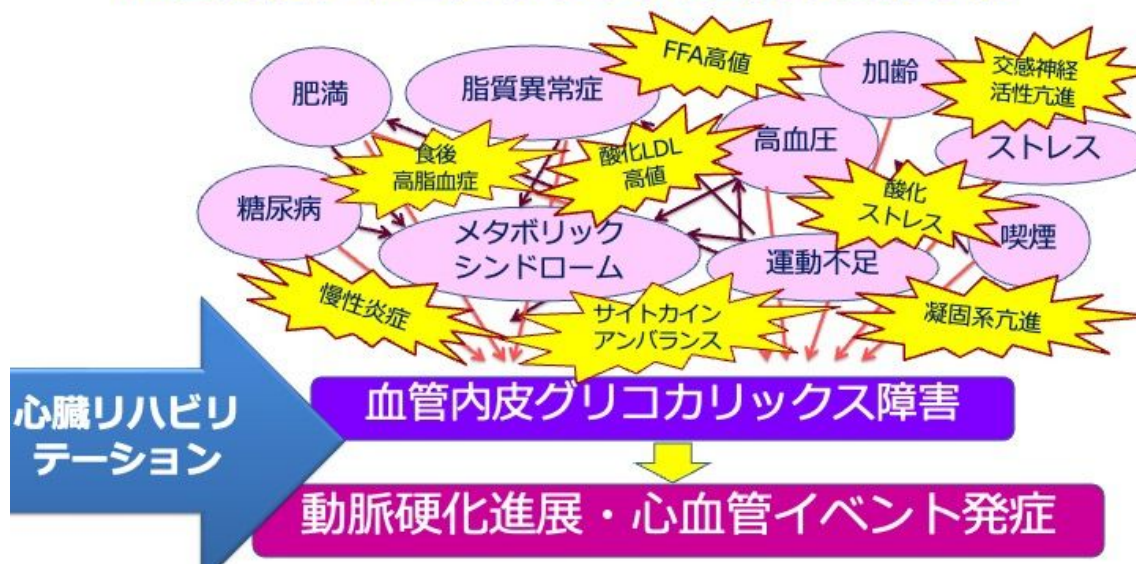 FFA高値
加齢
交感神経
活性亢進
肥満
脂質異常症
高血圧
ストレス
食後
高脂血症
酸化LDL
高値
酸化
ストレス
糖尿病
メタボリック
シンドローム
運動不足
喫煙
慢性炎症
サイトカイン
アンバランス
凝固系亢進
心臓リハビリ
テーション
血管内皮グリコカリックス障害
動脈硬化進展・心血管イベント発症